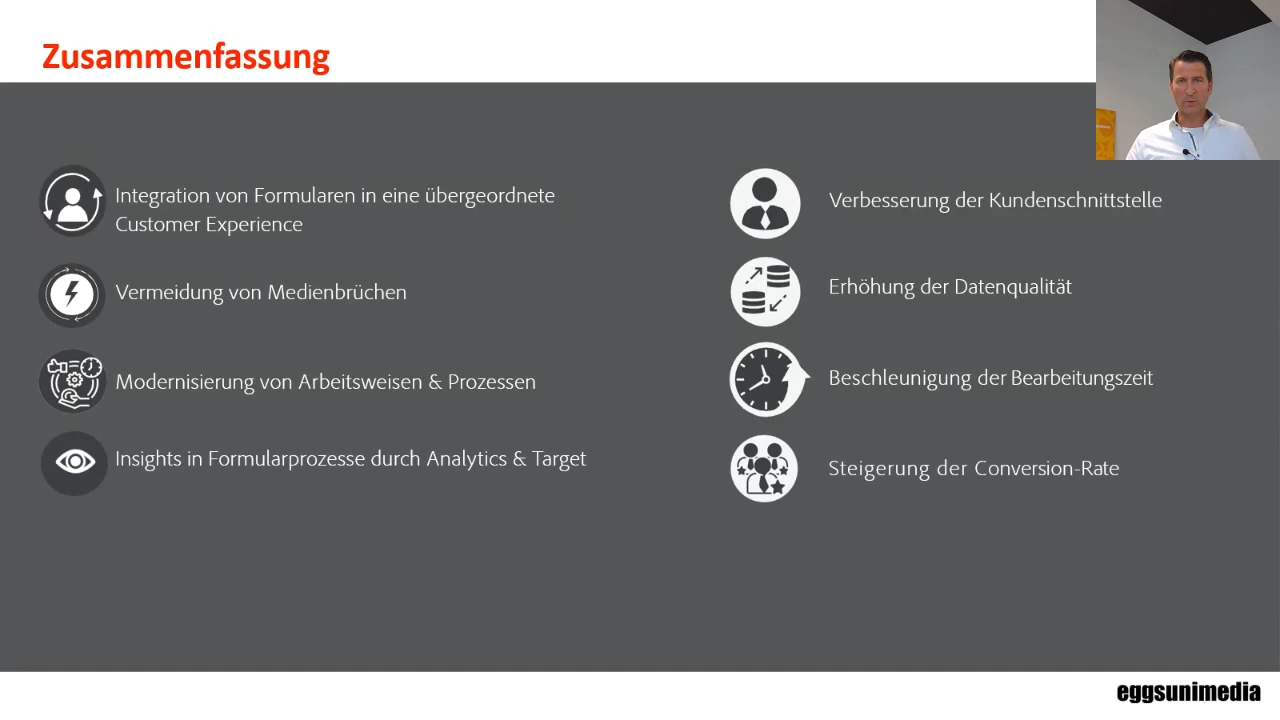 Zusammenfassung
Integration von Formularen in eine übergeordnete
Customer Experience
Vermeidung von Medienbrüchen
Modernisierung von Arbeitsweisen & Prozessen
Insights in Formularprozesse durch Analytics & Target
Verbesserung der Kundenschnittstelle
Erhöhung der Datenqualität
Beschleunigung der Bearbeitungszeit
Steigerung der Conversion-Rate
eggsunimedia